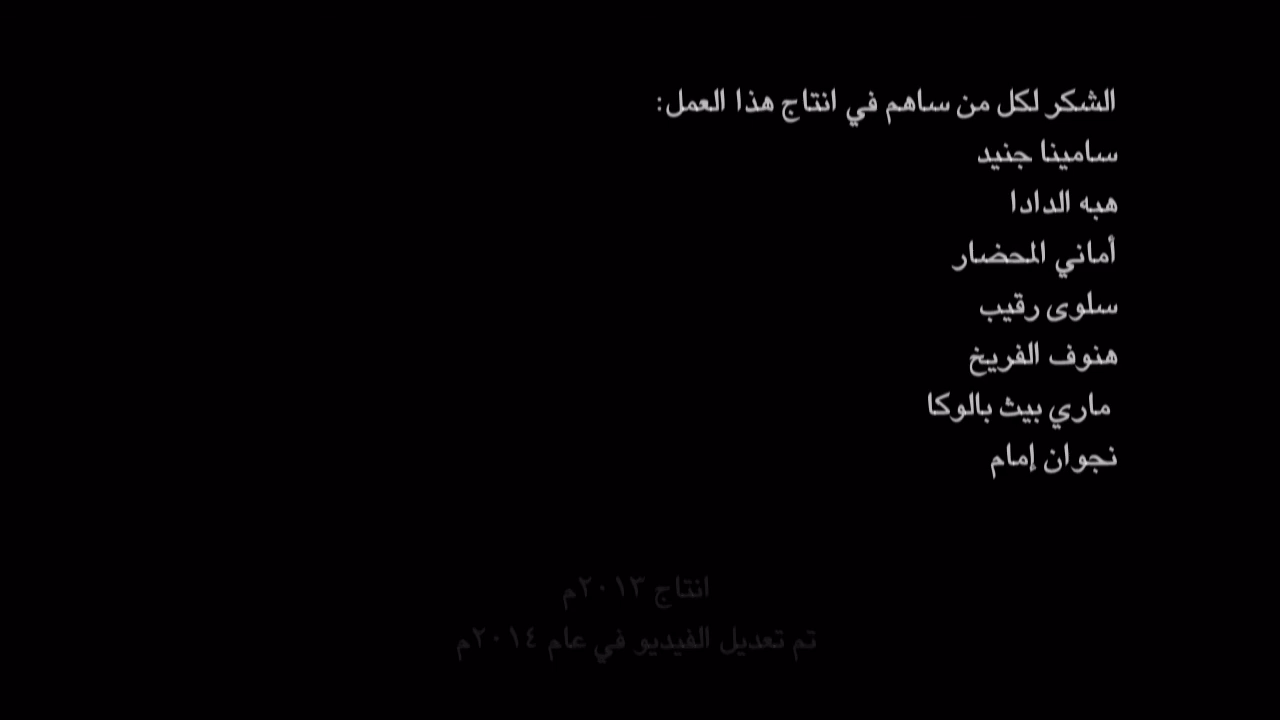 الشكر لكل من ساهم في انتاج هذا العمل:
سامينا جنيد
هبه الدادا
أماني المحضار
سلوى رقيب
هنوف الفريخ
ماري بيث بالوكا
نجوان إمام
انتاج ٢٠١٣م
تم تعديل الفيديو في عام ٢٠١٤م